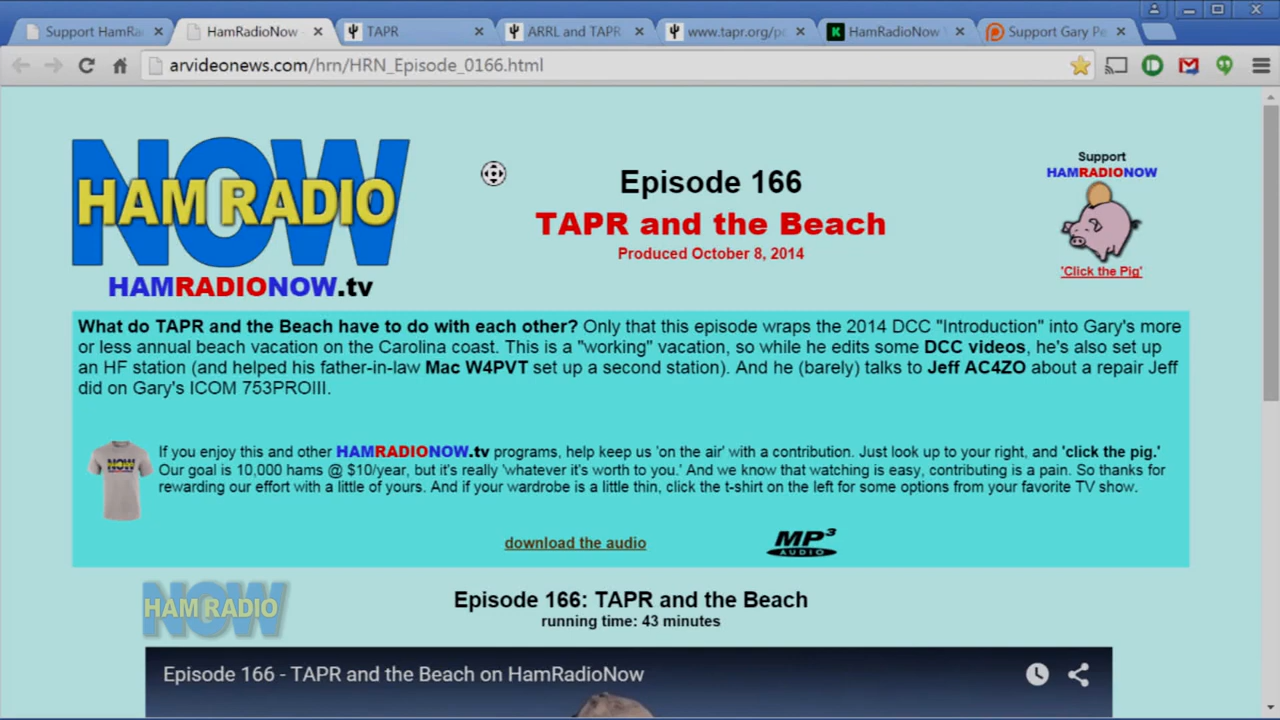 Support HamRa
HamRadioNow
TAPR
ARRL and TAPR
www.tapr.org/p
HamRadioNow
Support Gary Pe
arvideonews.com/hrn/HRN_Episode_0166.html
NOW
HAM RADIO
HAMRADIONOW.tv
Episode 166
TAPR and the Beach
Produced October 8, 2014
Support
HAMRADIONOW
'Click the Pig'
What do TAPR and the Beach have to do with each other? Only that this episode wraps the 2014 DCC "Introduction" into Gary's more
or less annual beach vacation on the Carolina coast. This is a "working" vacation, so while he edits some DCC videos, he's also set up
an HF station (and helped his father-in-law Mac W4PVT set up a second station). And he (barely) talks to Jeff AC4ZO about a repair Jeff
did on Gary's ICOM 753PROIII.
NOW
If you enjoy this and other HAMRADIONOW.tv programs, help keep us 'on the air' with a contribution. Just look up to your right, and 'click the pig.'
Our goal is 10,000 hams @ $10/year, but it's really 'whatever it's worth to you.' And we know that watching is easy, contributing is a pain. So thanks for
rewarding our effort with a little of yours. And if your wardrobe is a little thin, click the t-shirt on the left for some options from your favorite TV show.
download the audio
MP3
AUDIO
NOW
HAM RADIO
Episode 166: TAPR and the Beach
running time: 43 minutes
Episode 166 - TAPR and the Beach on HamRadioNow